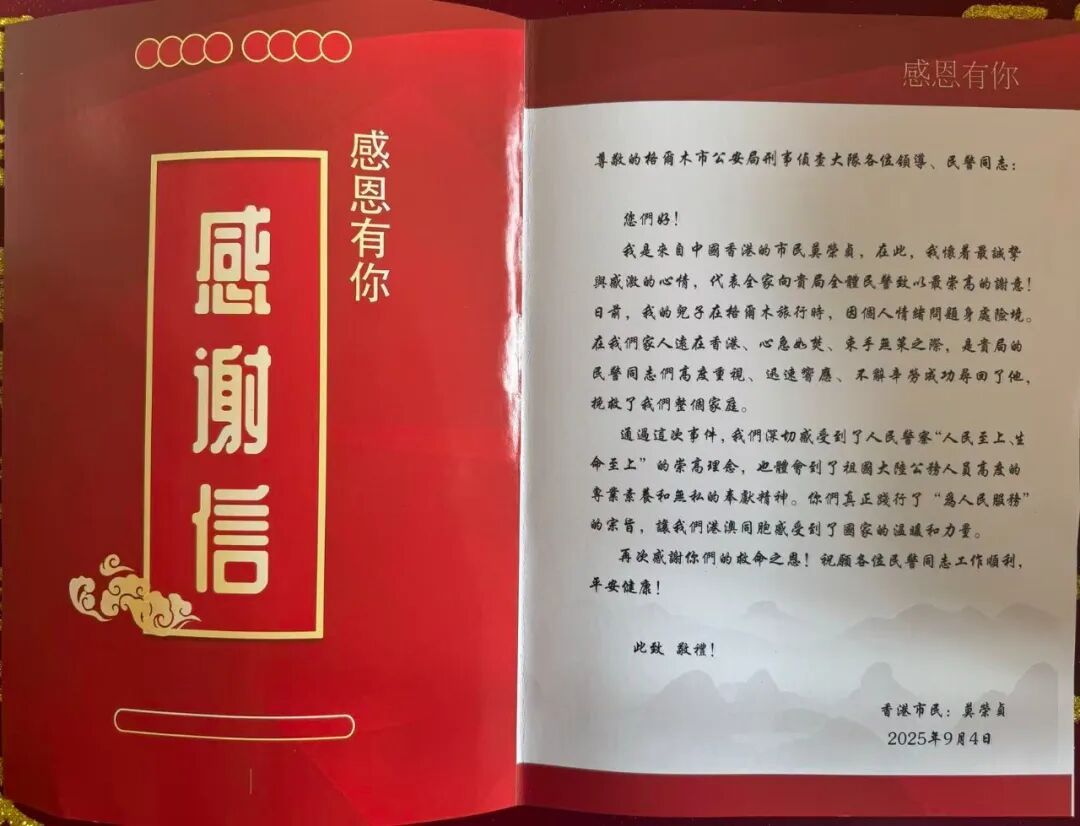 感恩有你
感谢信
感恩有你
尊敬的格爾木市公安局刑事偵查大隊各位領導、民警同志：
您們好！
我是來自中國香港的市民莫榮貞，在此，我懷着最誠摯
與感激的心情，代表全家向貴局全體民警致以最崇高的謝意！
日前，我的兒子在格爾木旅行時，因個人情緒問題身處險境。
在我們家人遠在香港、心急如焚、束手無策之際，是貴局的
民警同志們高度重視、迅速響應、不辭辛勞成功尋回了他，
挽救了我們整個家庭。
通過這次事件，我們深切感受到了人民警察“人民至上、生
命至上”的崇高理念，也體會到了祖國大陸公務人員高度的
專業素養和無私的奉獻精神。你們真正踐行了“爲人民服務”
的宗旨，讓我們港澳同胞感受到了國家的溫暖和力量。
再次感謝你們的救命之恩！祝願各位民警同志工作順利，
平安健康！
此致 敬禮！
香港市民：莫榮貞
2025年9月4日